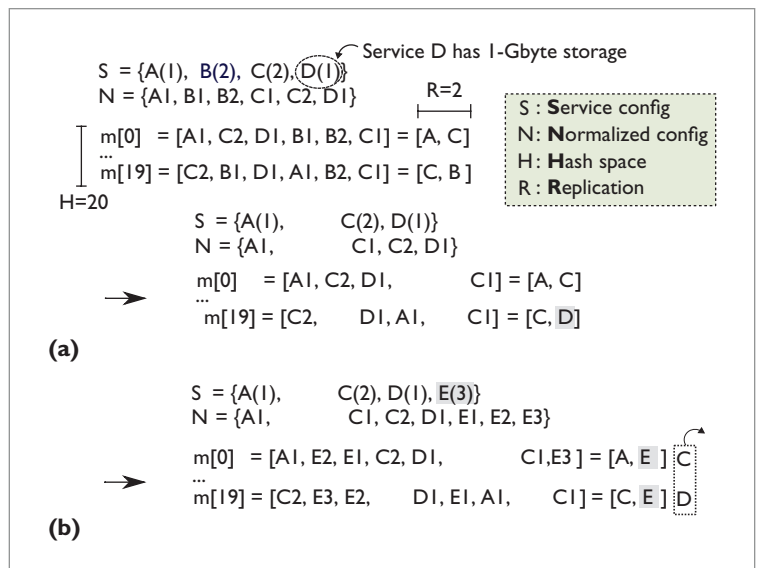 Service D has 1-Gbyte storage
S = {A(1), B(2), C(2), D(1)}
N = {A1, B1, B2, C1, C2, D1}
R=2
m[0] = [A1, C2, D1, B1, B2, C1] = [A, C]
...
m[19] = [C2, B1, D1, A1, B2, C1] = [C, B]
H=20
S : Service config
N: Normalized config
H : Hash space
R : Replication
S = {A(1), C(2), D(1)}
N = {A1, C1, C2, D1}
m[0] = [A1, C2, D1, C1] = [A, C]
...
m[19] = [C2, D1, A1, C1] = [C, D]
(a)
S = {A(1), C(2), D(1), E(3)}
N = {A1, C1, C2, D1, E1, E2, E3}
m[0] = [A1, E2, E1, C2, D1, C1,E3] = [A, E ] C
...
m[19] = [C2, E3, E2, D1, E1, A1, C1] = [C, E ] D
(b)